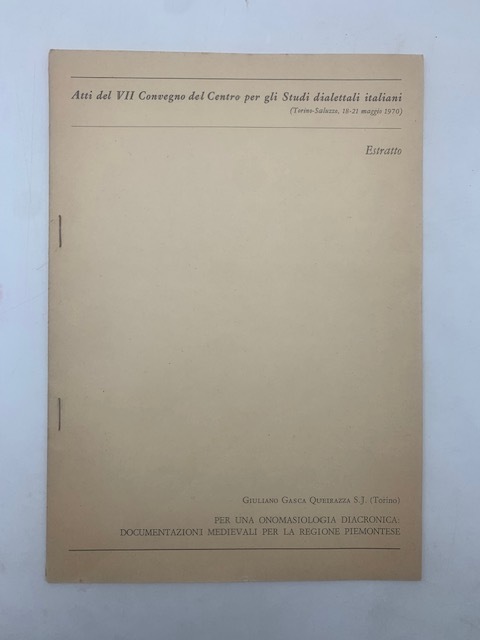 Atti del VII Convegno del Centro per gli Studi dialettali italiani
(Torino-Saluzzo, 18-21 maggio 1970)
Estratto
Giuliano Gasca Queirazza S.J. (Torino)
PER UNA ONOMASIOLOGIA DIACRONICA:
DOCUMENTAZIONI MEDIEVALI PER LA REGIONE PIEMONTESE